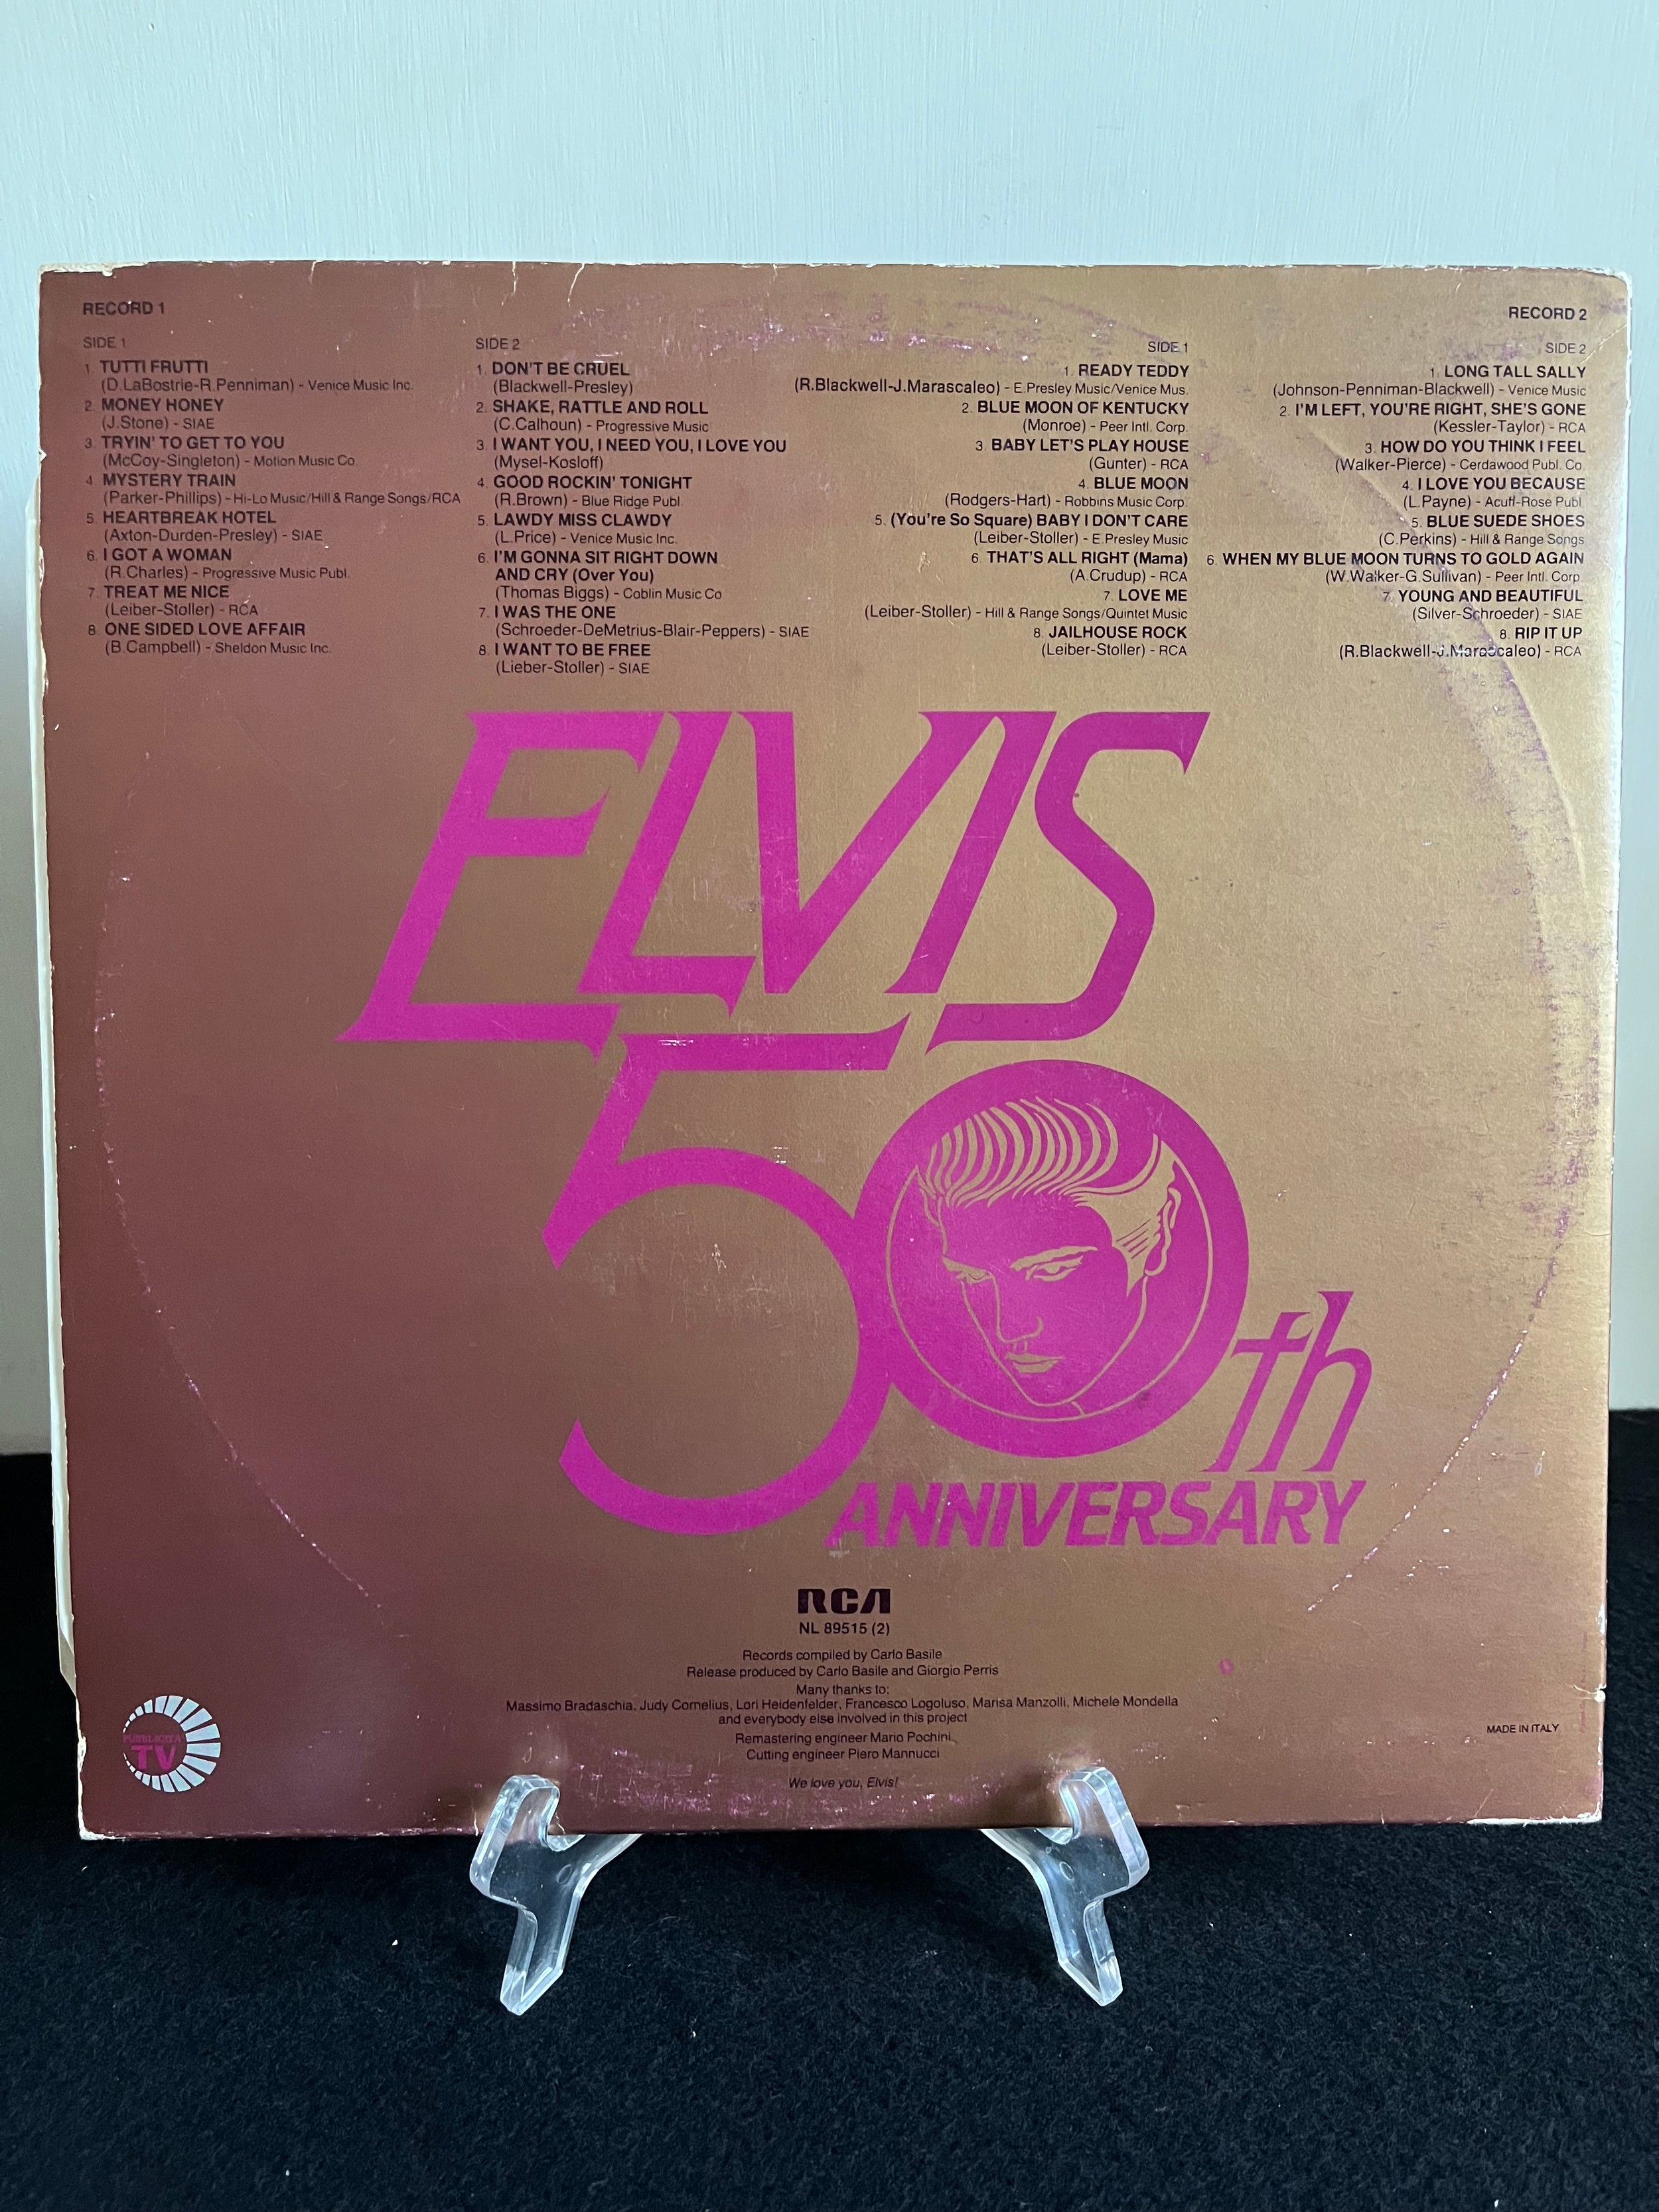 RECORD 1
SIDE 1
1. TUTTI FRUTTI
(D.LaBostrie-R.Penniman) - Venice Music Inc.
2. MONEY HONEY
(J.Stone) - SIAE
3. TRYIN' TO GET TO YOU
(McCoy-Singleton) - Motion Music Co.
4. MYSTERY TRAIN
(Parker-Phillips) - Hi-Lo Music/Hill & Range Songs/RCA
5. HEARTBREAK HOTEL
(Axton-Durden-Presley) - SIAE
6. I GOT A WOMAN
(R.Charles) - Progressive Music Publ.
7. TREAT ME NICE
(Leiber-Stoller) - RCA
8. ONE SIDED LOVE AFFAIR
(B.Campbell) - Sheldon Music Inc.
SIDE 2
1. DON'T BE CRUEL
(Blackwell-Presley)
2. SHAKE, RATTLE AND ROLL
(C.Calhoun) - Progressive Music
3. I WANT YOU, I NEED YOU, I LOVE YOU
(Mysel-Kosloff)
4. GOOD ROCKIN' TONIGHT
(R.Brown) - Blue Ridge Publ.
5. LAWDY MISS CLAWDY
(L.Price) - Venice Music Inc.
6. I'M GONNA SIT RIGHT DOWN
AND CRY (Over You)
(Thomas Biggs) - Coblin Music Co
7. I WAS THE ONE
(Schroeder-DeMetrius-Blair-Peppers) - SIAE
8. I WANT TO BE FREE
(Lieber-Stoller) - SIAE
RECORD 2
SIDE 1
1. READY TEDDY
(R.Blackwell-J.Marascaleo) - E.Presley Music/Venice Mus.
2. BLUE MOON OF KENTUCKY
(Monroe) - Peer Intl. Corp.
3. BABY LET'S PLAY HOUSE
(Gunter) - RCA
4. BLUE MOON
(Rodgers-Hart) - Robbins Music Corp.
5. (You're So Square) BABY I DON'T CARE
(Leiber-Stoller) - E.Presley Music
6. THAT'S ALL RIGHT (Mama)
(A.Crudup) - RCA
7. LOVE ME
(Leiber-Stoller) - Hill & Range Songs/Quintet Music
8. JAILHOUSE ROCK
(Leiber-Stoller) - RCA
SIDE 2
1. LONG TALL SALLY
(Johnson-Penniman-Blackwell) - Venice Music
2. I'M LEFT, YOU'RE RIGHT, SHE'S GONE
(Kessler-Taylor) - RCA
3. HOW DO YOU THINK I FEEL
(Walker-Pierce) - Cerdawood Publ. Co.
4. I LOVE YOU BECAUSE
(L.Payne) - Acuff-Rose Publ.
5. BLUE SUEDE SHOES
(C.Perkins) - Hill & Range Songs
6. WHEN MY BLUE MOON TURNS TO GOLD AGAIN
(W.Walker-G.Sullivan) - Peer Intl. Corp.
7. YOUNG AND BEAUTIFUL
(Silver-Schroeder) - SIAE
8. RIP IT UP
(R.Blackwell-J.Marascaleo) - RCA
ELVIS
50th
ANNIVERSARY
RCA
NL 89515 (2)
Records compiled by Carlo Basile
Release produced by Carlo Basile and Giorgio Perris
Many thanks to:
Massimo Bradaschia, Judy Cornelius, Lori Heidenfelder, Francesco Logoluso, Marisa Manzolli, Michele Mondella
and everybody else involved in this project
Remastering engineer Mario Pochini
Cutting engineer Piero Mannucci
We love you, Elvis!
PUBBLICITÀ
TV
MADE IN ITALY